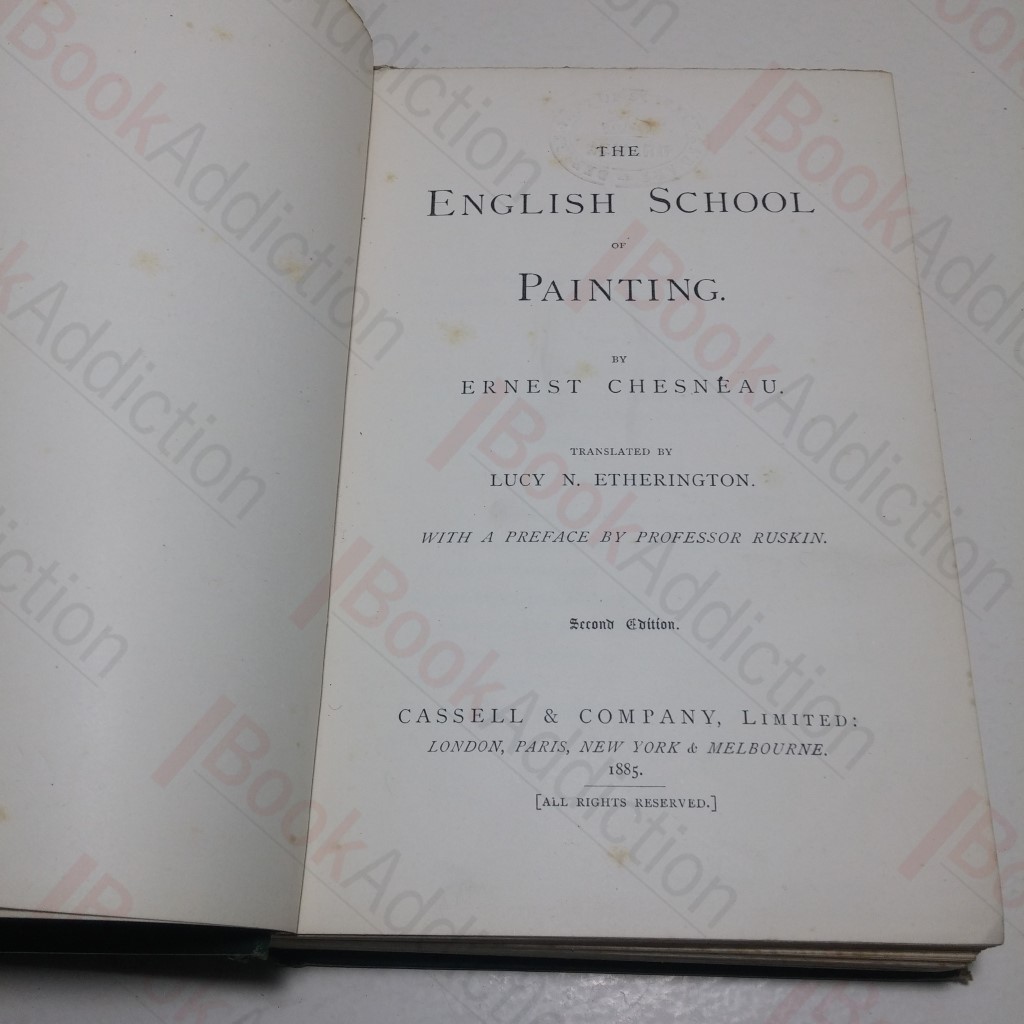 THE
ENGLISH SCHOOL
OF
PAINTING.
BY
ERNEST CHESNEAU.
TRANSLATED BY
LUCY N. ETHERINGTON.
WITH A PREFACE BY PROFESSOR RUSKIN.
Second Edition.
CASSELL & COMPANY, LIMITED:
LONDON, PARIS, NEW YORK & MELBOURNE.
1885.
[ALL RIGHTS RESERVED.]
BookAddiction